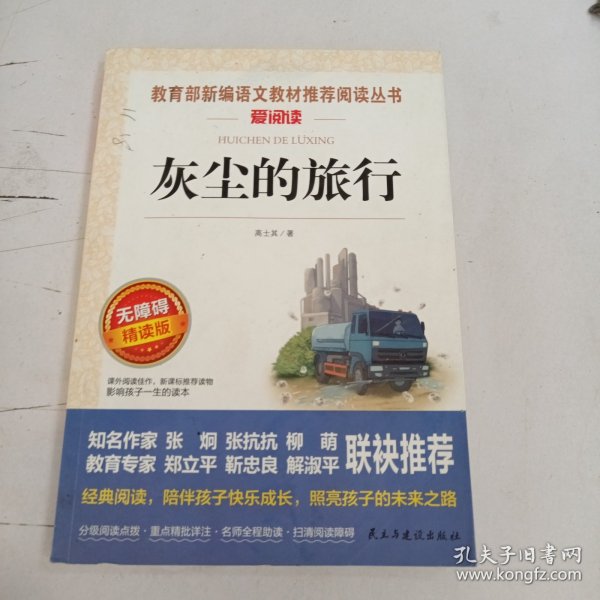 教育部新编语文教材推荐阅读丛书
爱阅读
HUICHEN DE LÜXING
灰尘的旅行
高士其／著
无障碍
精读版
课外阅读佳作，新课标推荐读物
影响孩子一生的读本
知名作家 张 炯 张抗抗 柳 萌
教育专家 郑立平 靳忠良 解淑平
联袂推荐
经典阅读，陪伴孩子快乐成长，照亮孩子的未来之路
分级阅读点拨·重点精批详注·名师全程助读·扫清阅读障碍
民主与建设出版社
孔夫子旧书网
www.kongfz.com